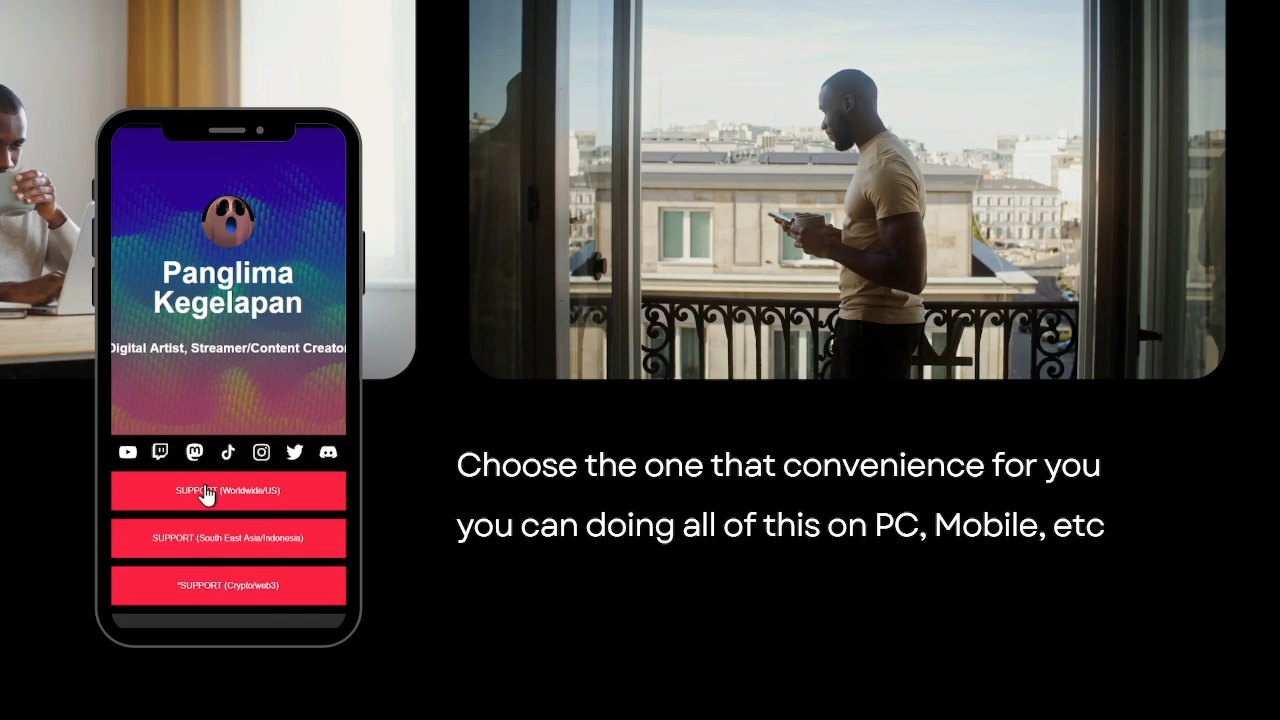 Panglima
Kegelapan
Digital Artist, Streamer/Content Creator
SUPPORT (Worldwide/US)
SUPPORT (South East Asia/Indonesia)
*SUPPORT (Crypto/web3)
Choose the one that convenience for you
you can doing all of this on PC, Mobile, etc